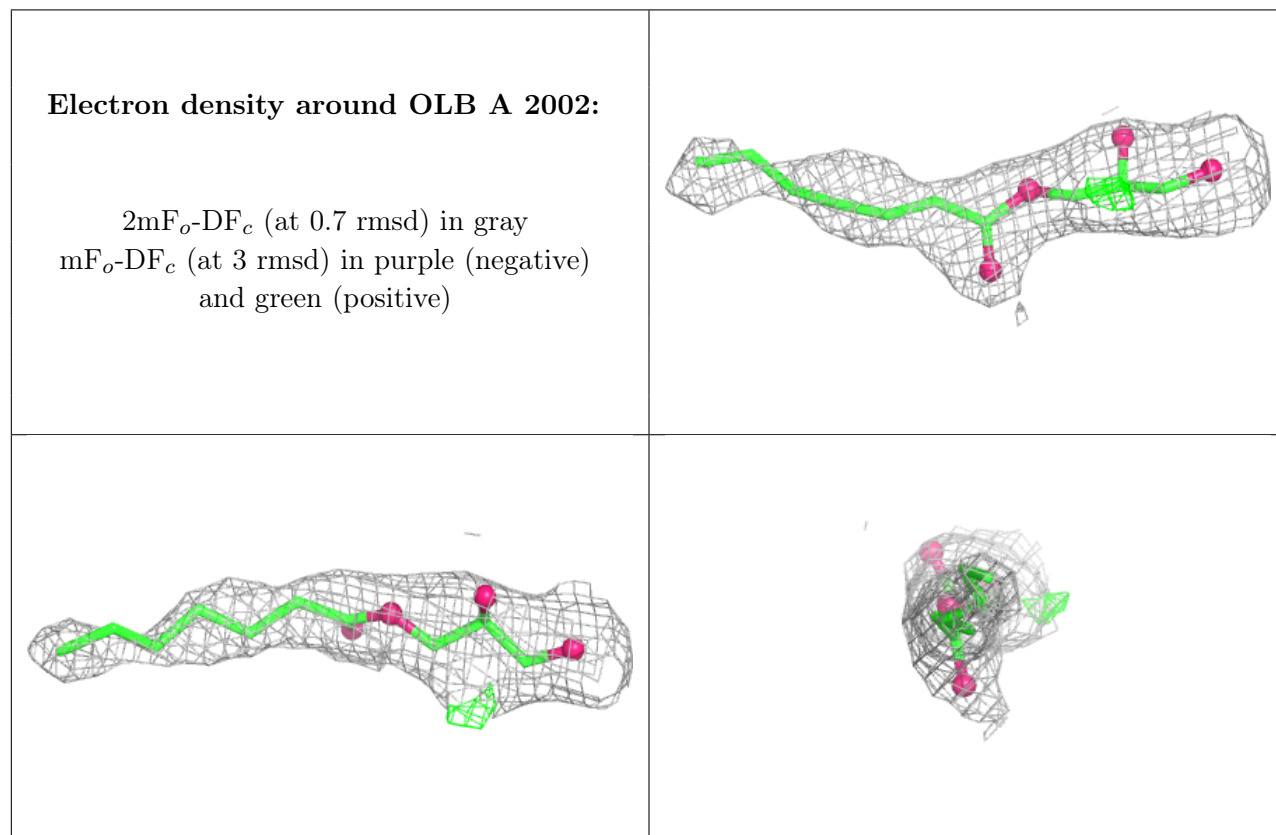 Electron density around OLB A 2002:
2mFo-DFc (at 0.7 rmsd) in gray
mFo-DFc (at 3 rmsd) in purple (negative)
and green (positive)